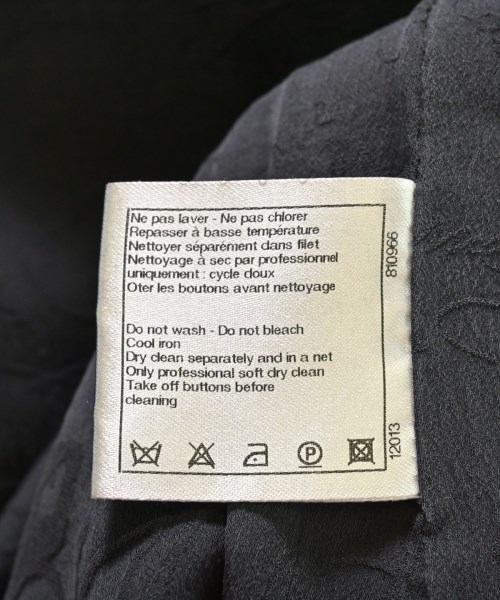 Ne pas laver - Ne pas chlorer
Repasser à basse température
Nettoyer séparément dans filet
Nettoyage à sec par professionnel
uniquement : cycle doux
Oter les boutons avant nettoyage
Do not wash - Do not bleach
Cool iron
Dry clean separately and in a net
Only professional soft dry clean
Take off buttons before
cleaning
P
810966
12013